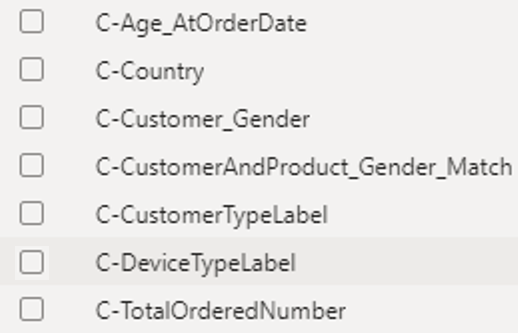 C-Age_AtOrderDate
C-Country
C-Customer_Gender
C-CustomerAndProduct_Gender_Match
C-CustomerTypeLabel
C-DeviceTypeLabel
C-TotalOrderedNumber